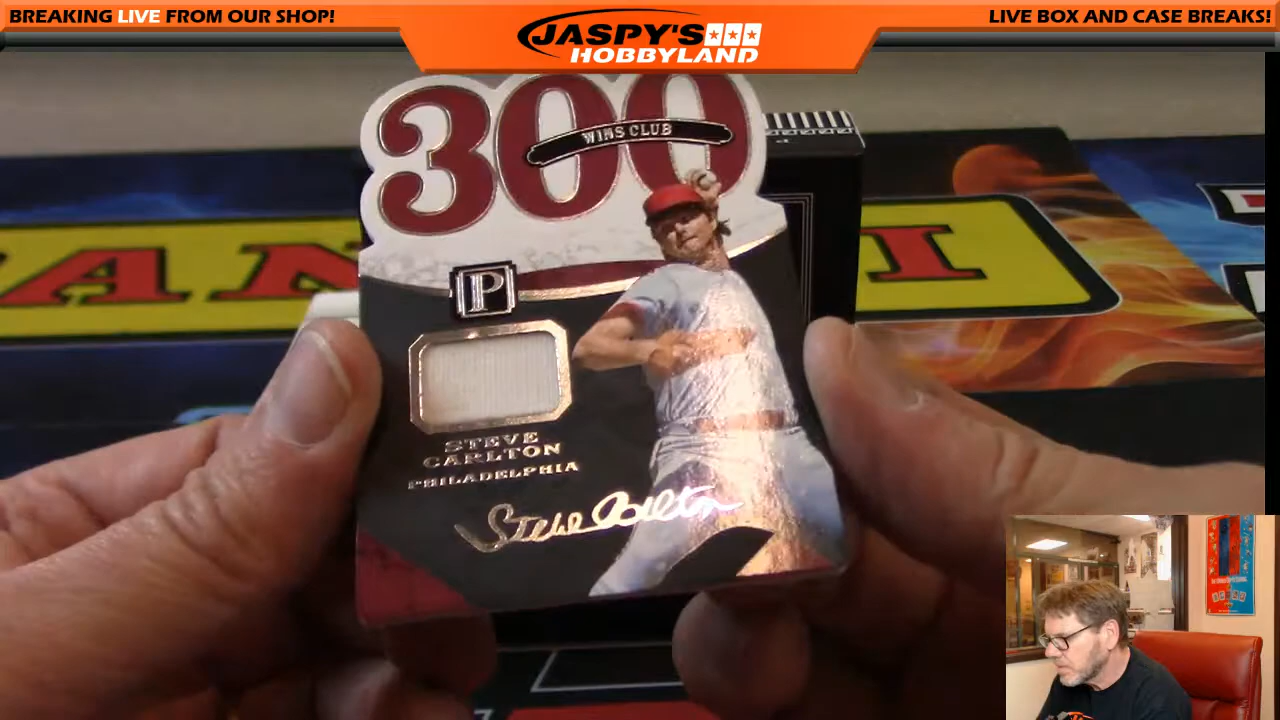 BREAKING LIVE FROM OUR SHOP!
JASPY'S
HOBBYLAND
LIVE BOX AND CASE BREAKS!
300
WINS CLUB
P
PANINI
STEVE
CARLTON
PHILADELPHIA
Steve Carlton